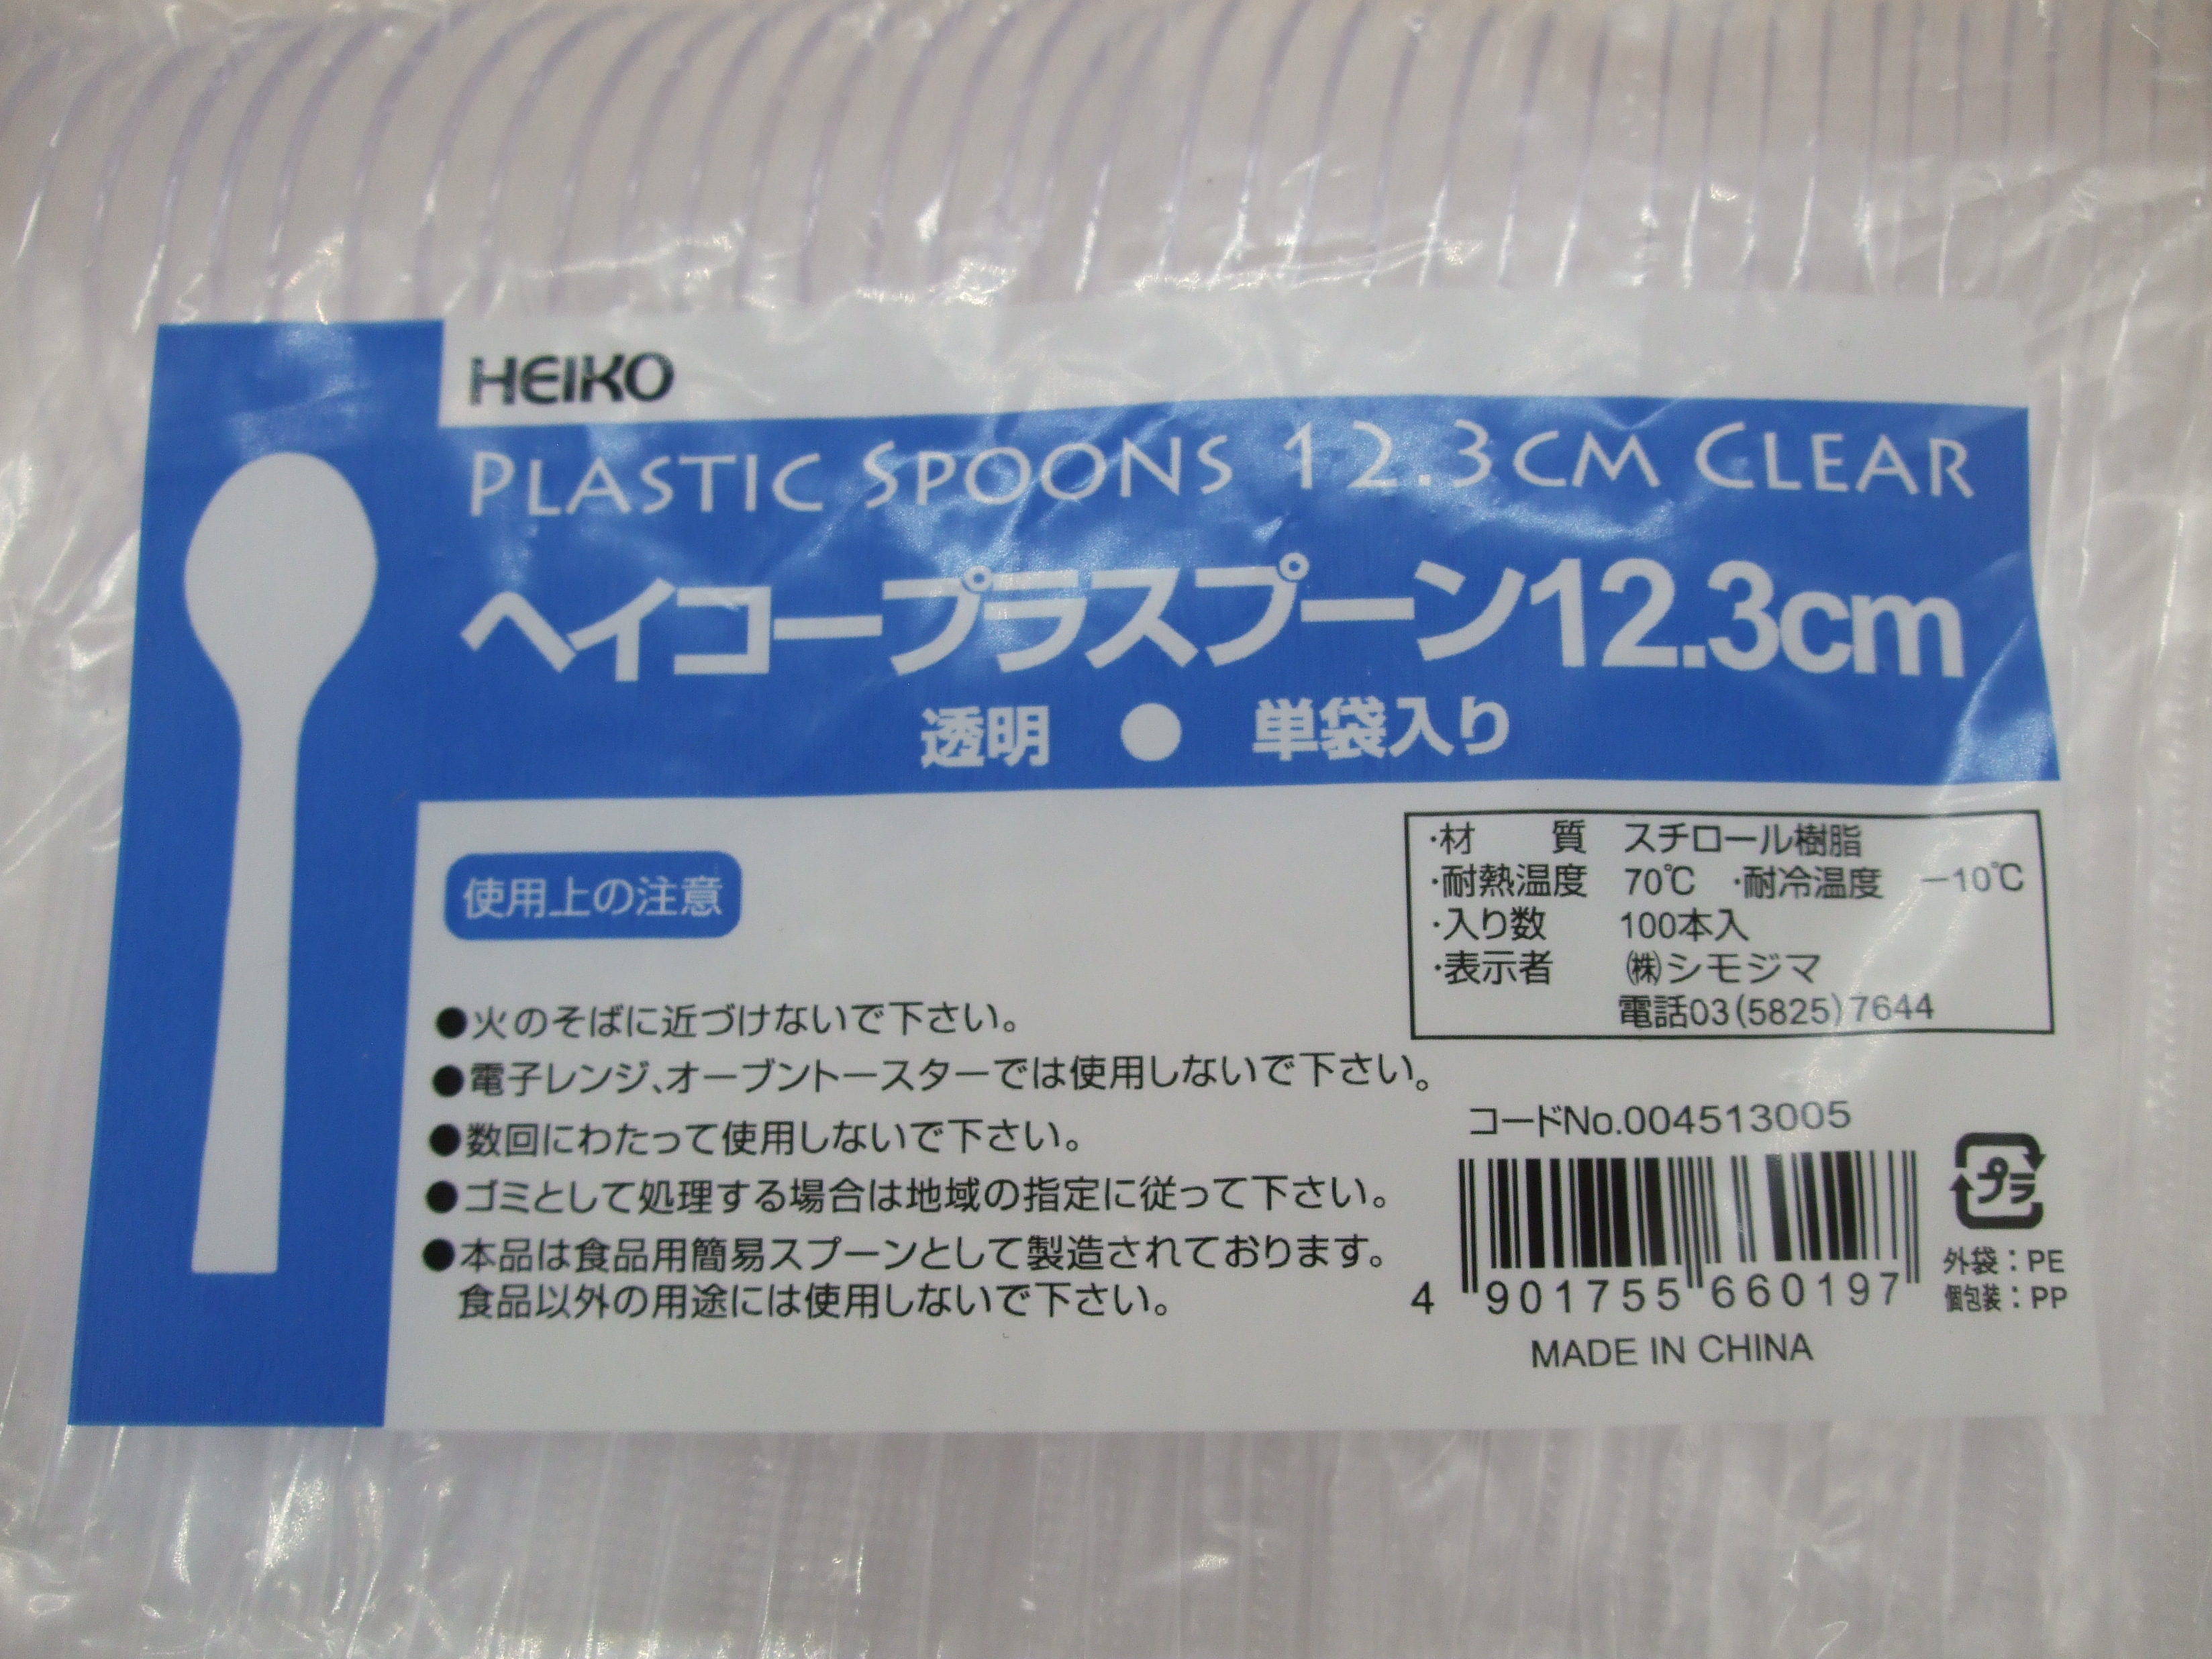 HEIKO
PLASTIC SPOONS 12.3CM CLEAR
ヘイコープラスプーン12.3cm
透明 ● 単袋入り
使用上の注意
●火のそばに近づけないで下さい。
●電子レンジ、オーブントースターでは使用しないで下さい。
●数回にわたって使用しないで下さい。
●ゴミとして処理する場合は地域の指定に従って下さい。
●本品は食品用簡易スプーンとして製造されております。
食品以外の用途には使用しないで下さい。
・材 質 スチロール樹脂
・耐熱温度 70℃ ・耐冷温度 −10℃
・入り数 100本入
・表示者 ㈱シモジマ
電話03(5825)7644
コードNo.004513005
4 901755 660197
MADE IN CHINA
プラ
外袋：PE
個包装：PP